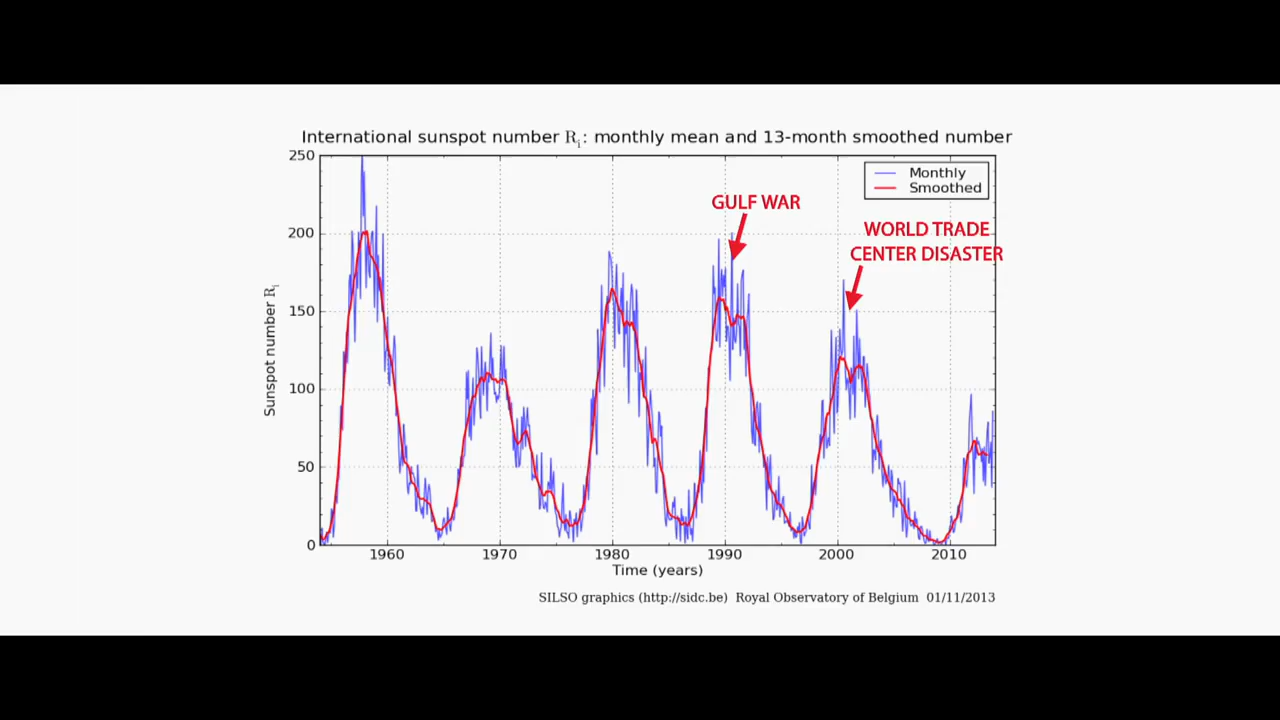 International sunspot number Ri: monthly mean and 13-month smoothed number
250
200
150
100
50
0
Sunspot number Ri
Monthly
Smoothed
GULF WAR
WORLD TRADE
CENTER DISASTER
1960 1970 1980 1990 2000 2010
Time (years)
SILSO graphics (http://sidc.be) Royal Observatory of Belgium 01/11/2013